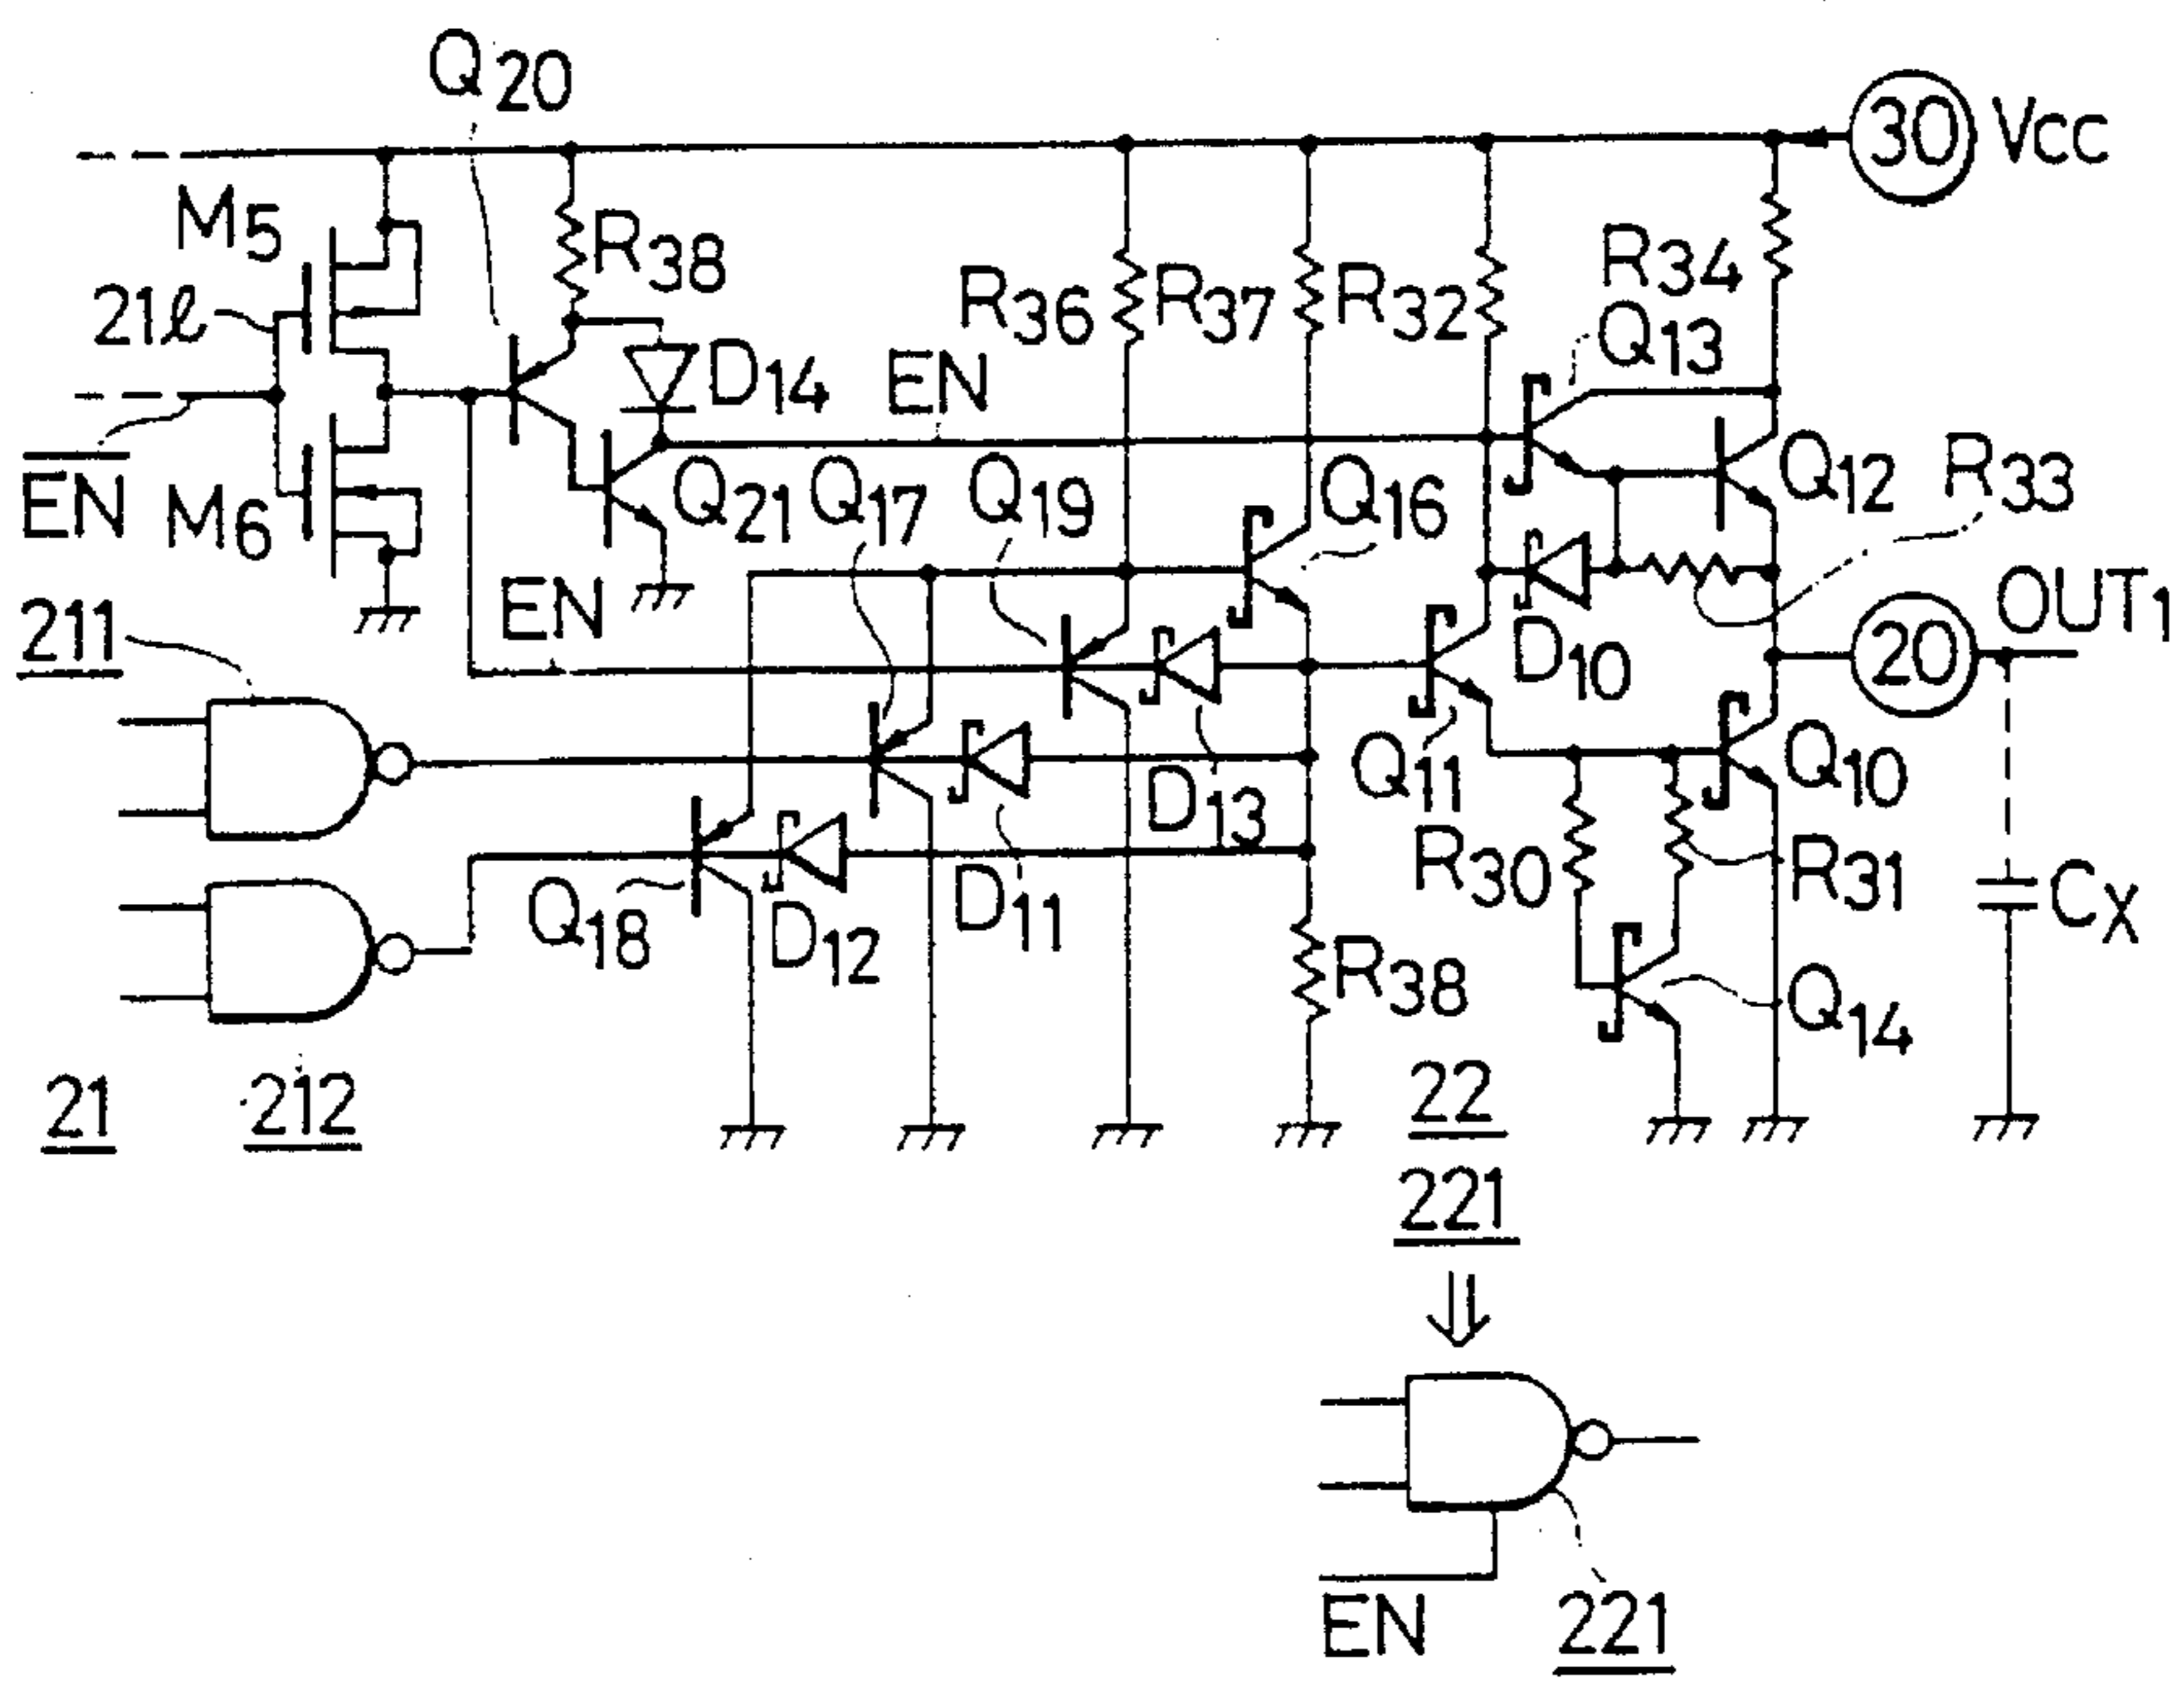 Q20
30 VCC
M5
R38
R36
R37
R32
R34
21ℓ
Q13
D14
EN
E̅N̅
M6
Q21
Q17
Q19
Q16
Q12
R33
EN
OUT1
211
D10
20
Q11
Q10
D13
R30
R31
CX
Q18
D12
D11
R38
Q14
21
212
22
221
EN
221